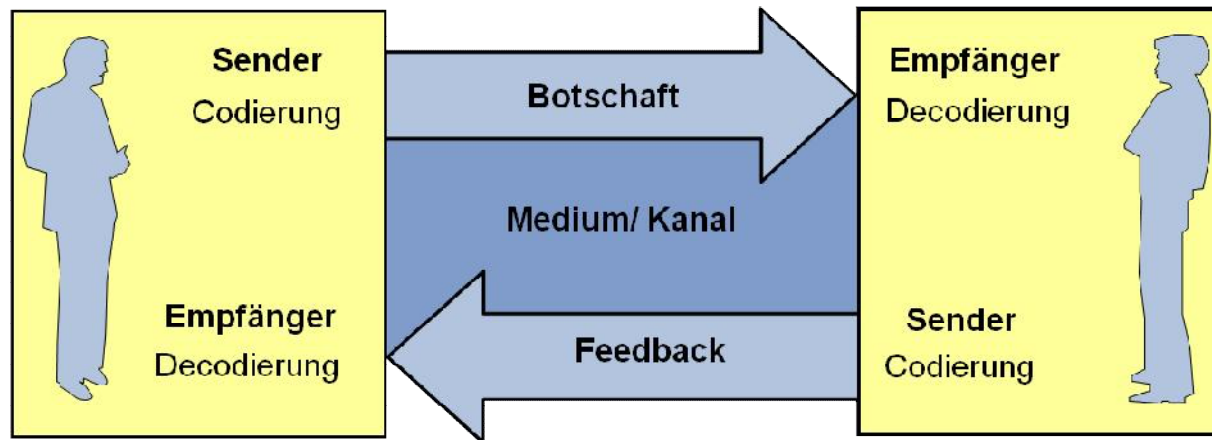 Sender
Codierung
Botschaft
Empfänger
Decodierung
Medium/ Kanal
Empfänger
Decodierung
Feedback
Sender
Codierung